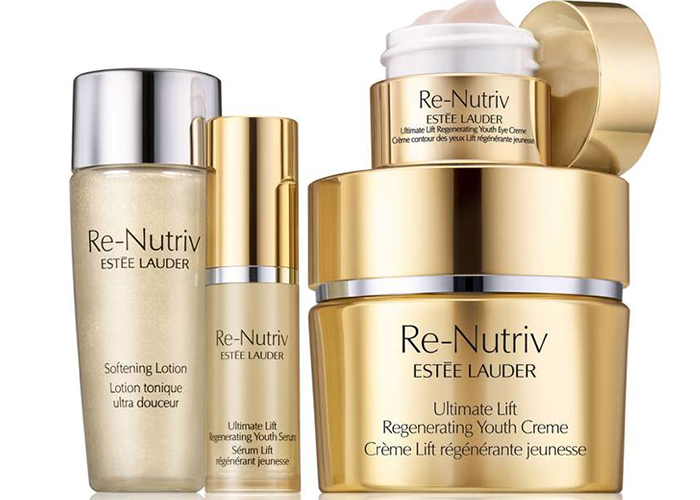 Re-Nutriv
ESTĒE LAUDER
Softening Lotion
Lotion tonique
ultra douceur
Re-Nutriv
ESTĒE LAUDER
Ultimate Lift
Regenerating Youth Serum
Sérum Lift
régénérant jeunesse
Re-Nutriv
ESTĒE LAUDER
Ultimate Lift Regenerating Youth Eye Creme
Crème contour des yeux Lift régénérante jeunesse
Re-Nutriv
ESTĒE LAUDER
Ultimate Lift
Regenerating Youth Creme
Crème Lift régénérante jeunesse